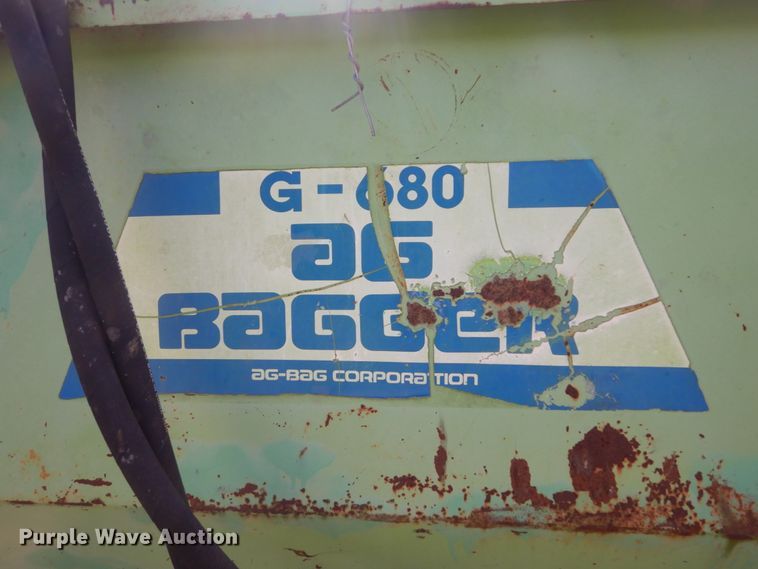 G-680
aG
BaGGeR
aG-BaG CORPORATION
Purple Wave Auction